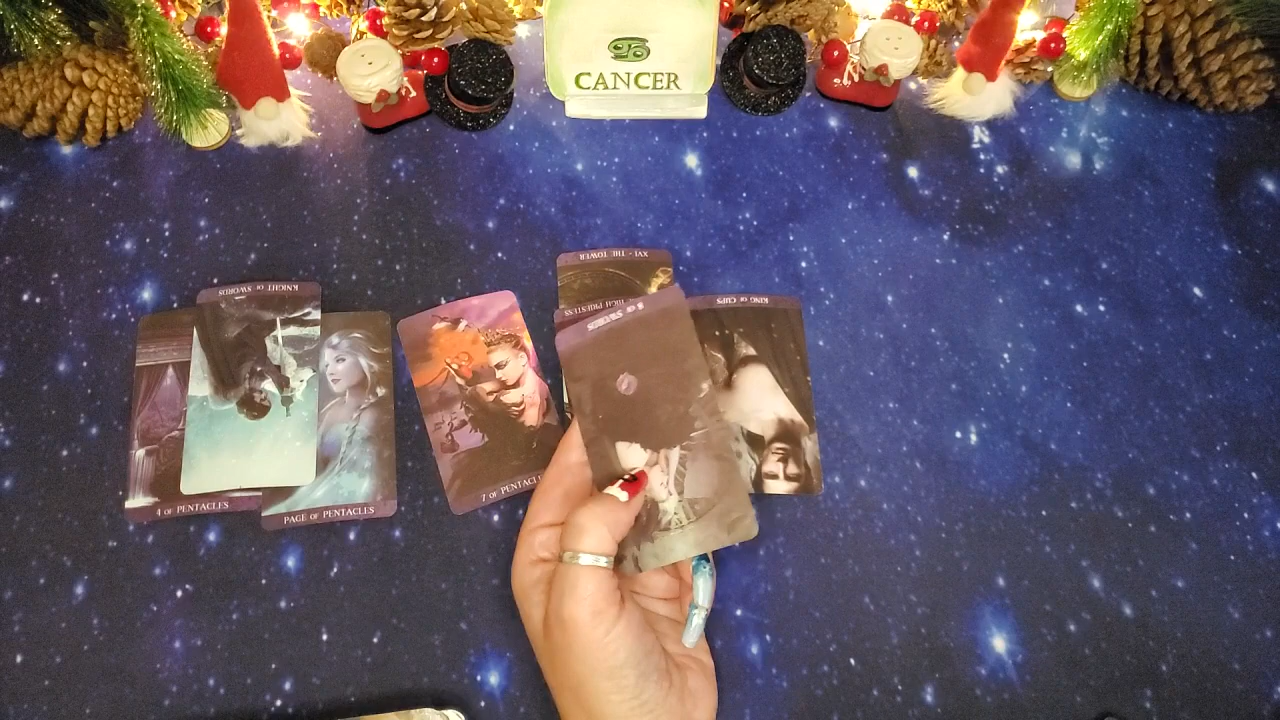 CANCER
XVI · THE TOWER
KNIGHT OF SWORDS
HIGH PRIESTESS
8 OF SWORDS
KING OF CUPS
4 OF PENTACLES
PAGE OF PENTACLES
7 OF PENTACLES